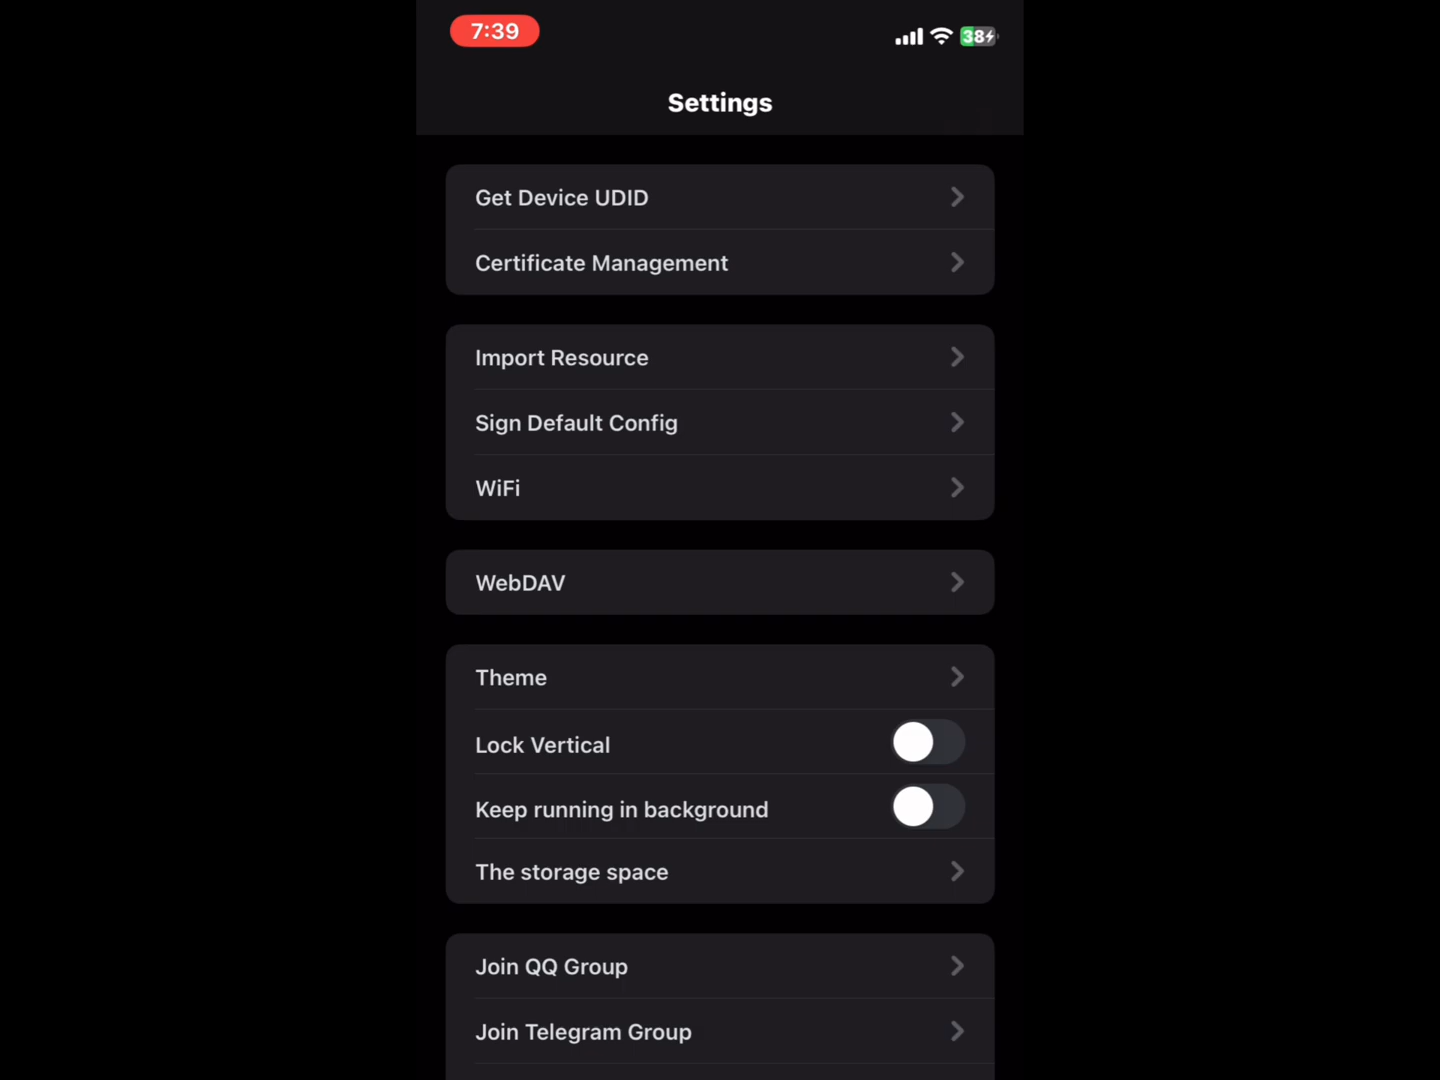 7:39
38
Settings
Get Device UDID
Certificate Management
Import Resource
Sign Default Config
WiFi
WebDAV
Theme
Lock Vertical
Keep running in background
The storage space
Join QQ Group
Join Telegram Group